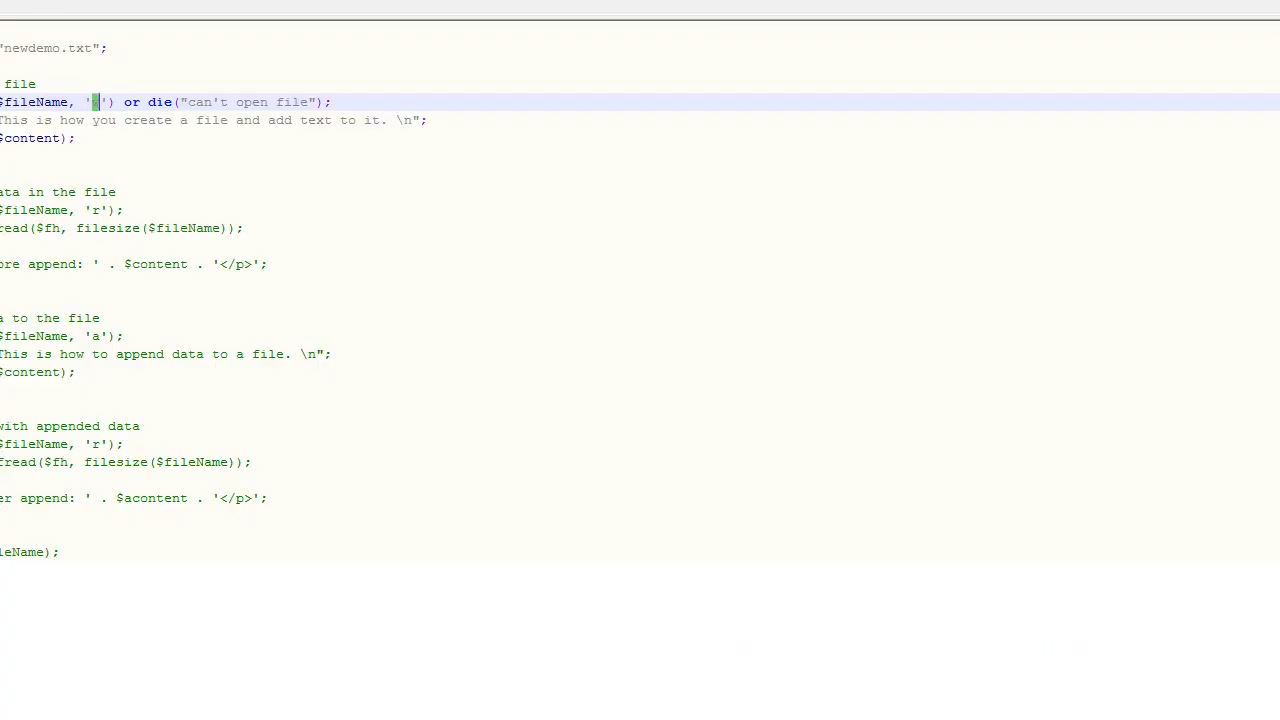 "newdemo.txt";
file
$fileName, '') or die("can't open file");
This is how you create a file and add text to it. \n";
$content);
ata in the file
$fileName, 'r');
read($fh, filesize($fileName));
ore append: ' . $content . '</p>';
a to the file
$fileName, 'a');
This is how to append data to a file. \n";
$content);
with appended data
$fileName, 'r');
fread($fh, filesize($fileName));
er append: ' . $acontent . '</p>';
leName);